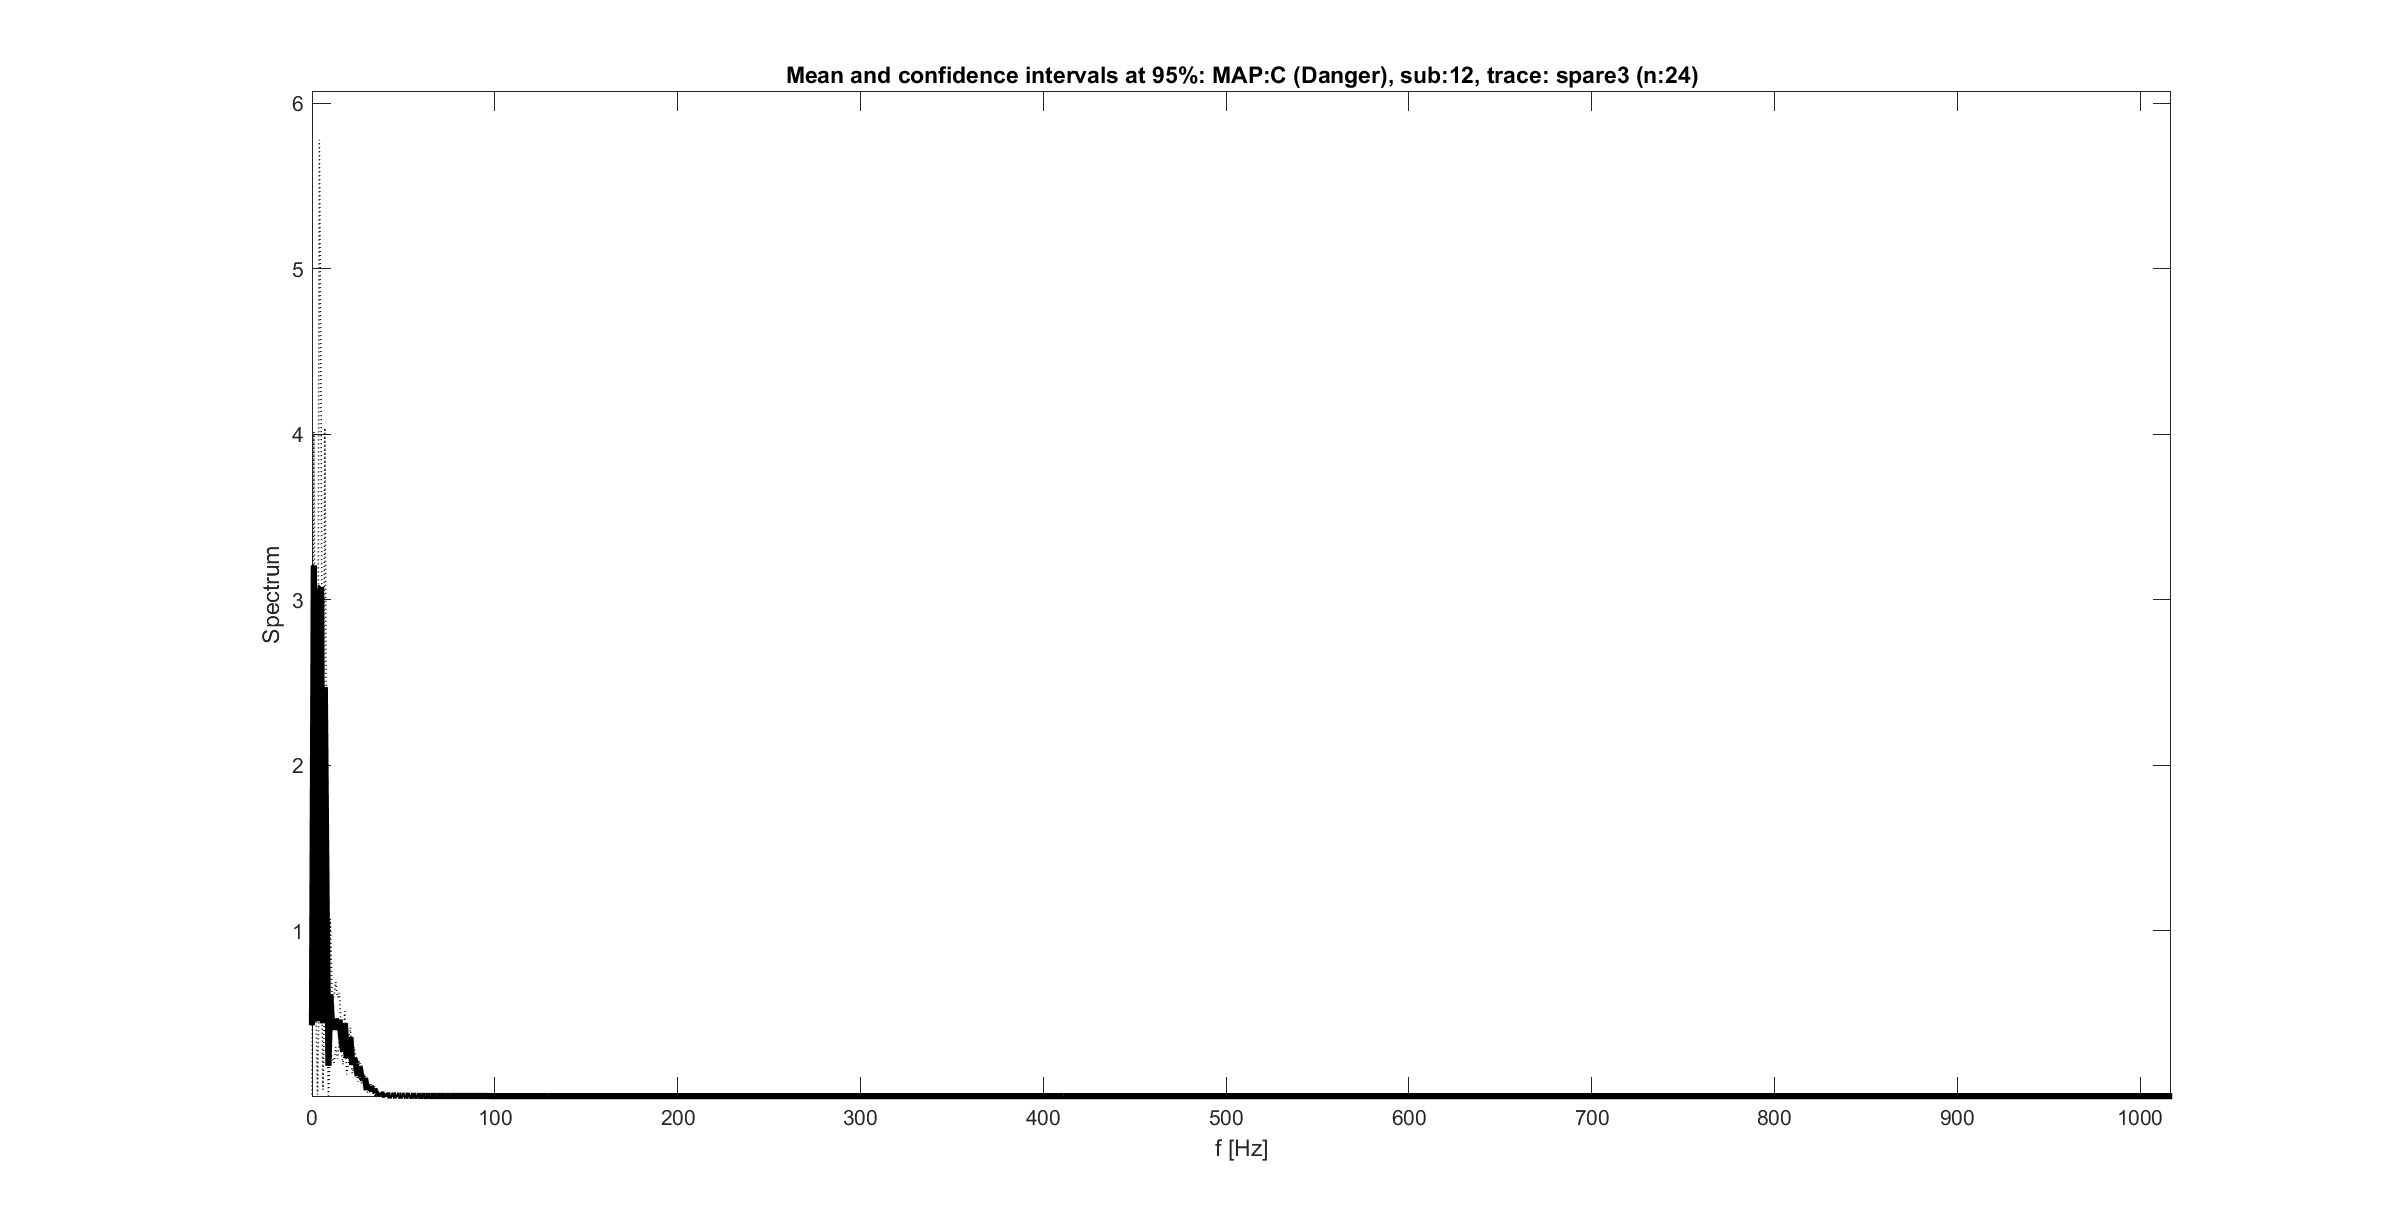 Mean and confidence intervals at 95%: MAP:C (Danger), sub:12, trace: spare3 (n:24)
6
5
4
3
2
1
Spectrum
0 100 200 300 400 500 600 700 800 900 1000
f [Hz]